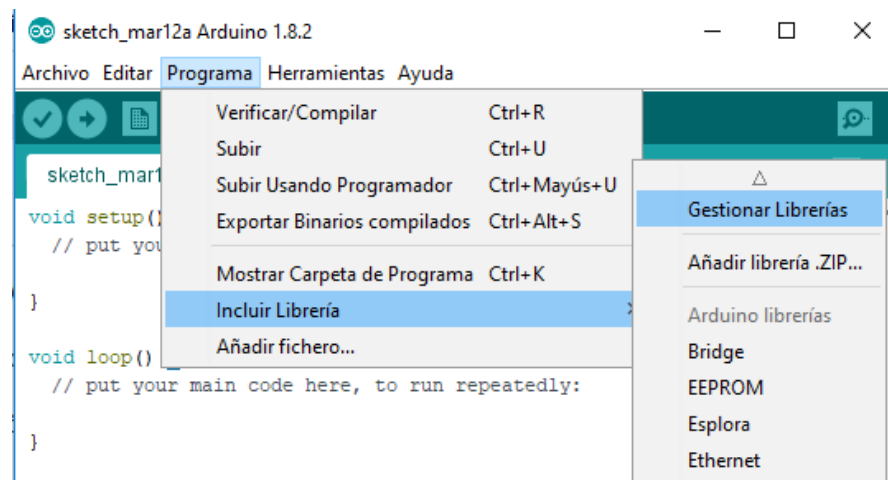 sketch_mar12a Arduino 1.8.2
Archivo Editar Programa Herramientas Ayuda
Verificar/Compilar Ctrl+R
Subir Ctrl+U
Subir Usando Programador Ctrl+Mayús+U
Exportar Binarios compilados Ctrl+Alt+S
Mostrar Carpeta de Programa Ctrl+K
Incluir Librería
Añadir fichero...
Gestionar Librerías
Añadir librería .ZIP...
Arduino librerías
Bridge
EEPROM
Esplora
Ethernet
sketch_mar1
void setup()
// put you
}
void loop()
// put your main code here, to run repeatedly:
}